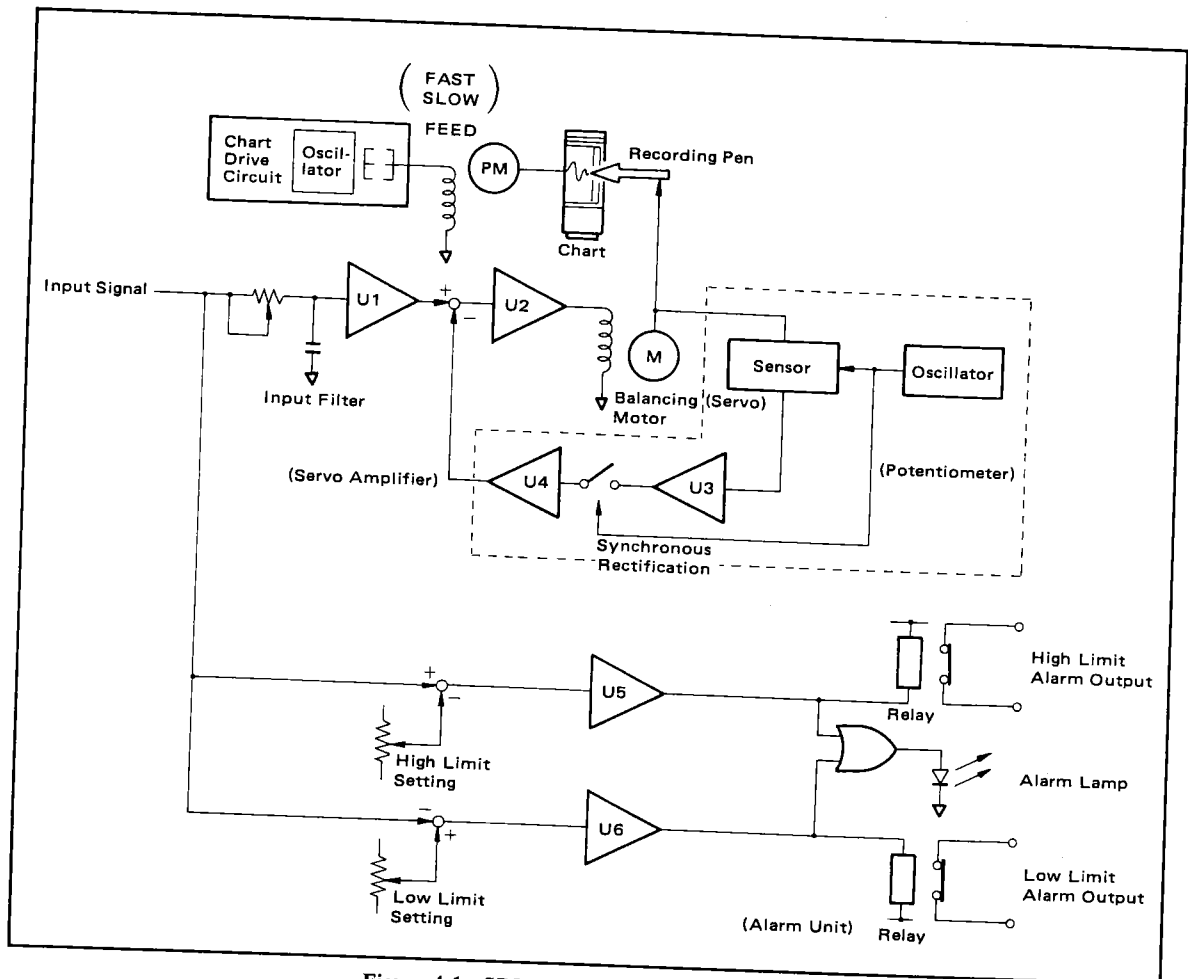 ( FAST
SLOW )
FEED
Chart
Drive
Circuit
Oscil-
lator
PM
Recording Pen
Chart
Input Signal
U1
+
−
U2
Input Filter
M
Balancing (Servo)
Motor
Sensor
Oscillator
(Potentiometer)
(Servo Amplifier)
U4
U3
Synchronous
Rectification
+
−
U5
High Limit
Setting
Relay
High Limit
Alarm Output
Alarm Lamp
−
+
U6
Low Limit
Setting
(Alarm Unit)
Relay
Low Limit
Alarm Output